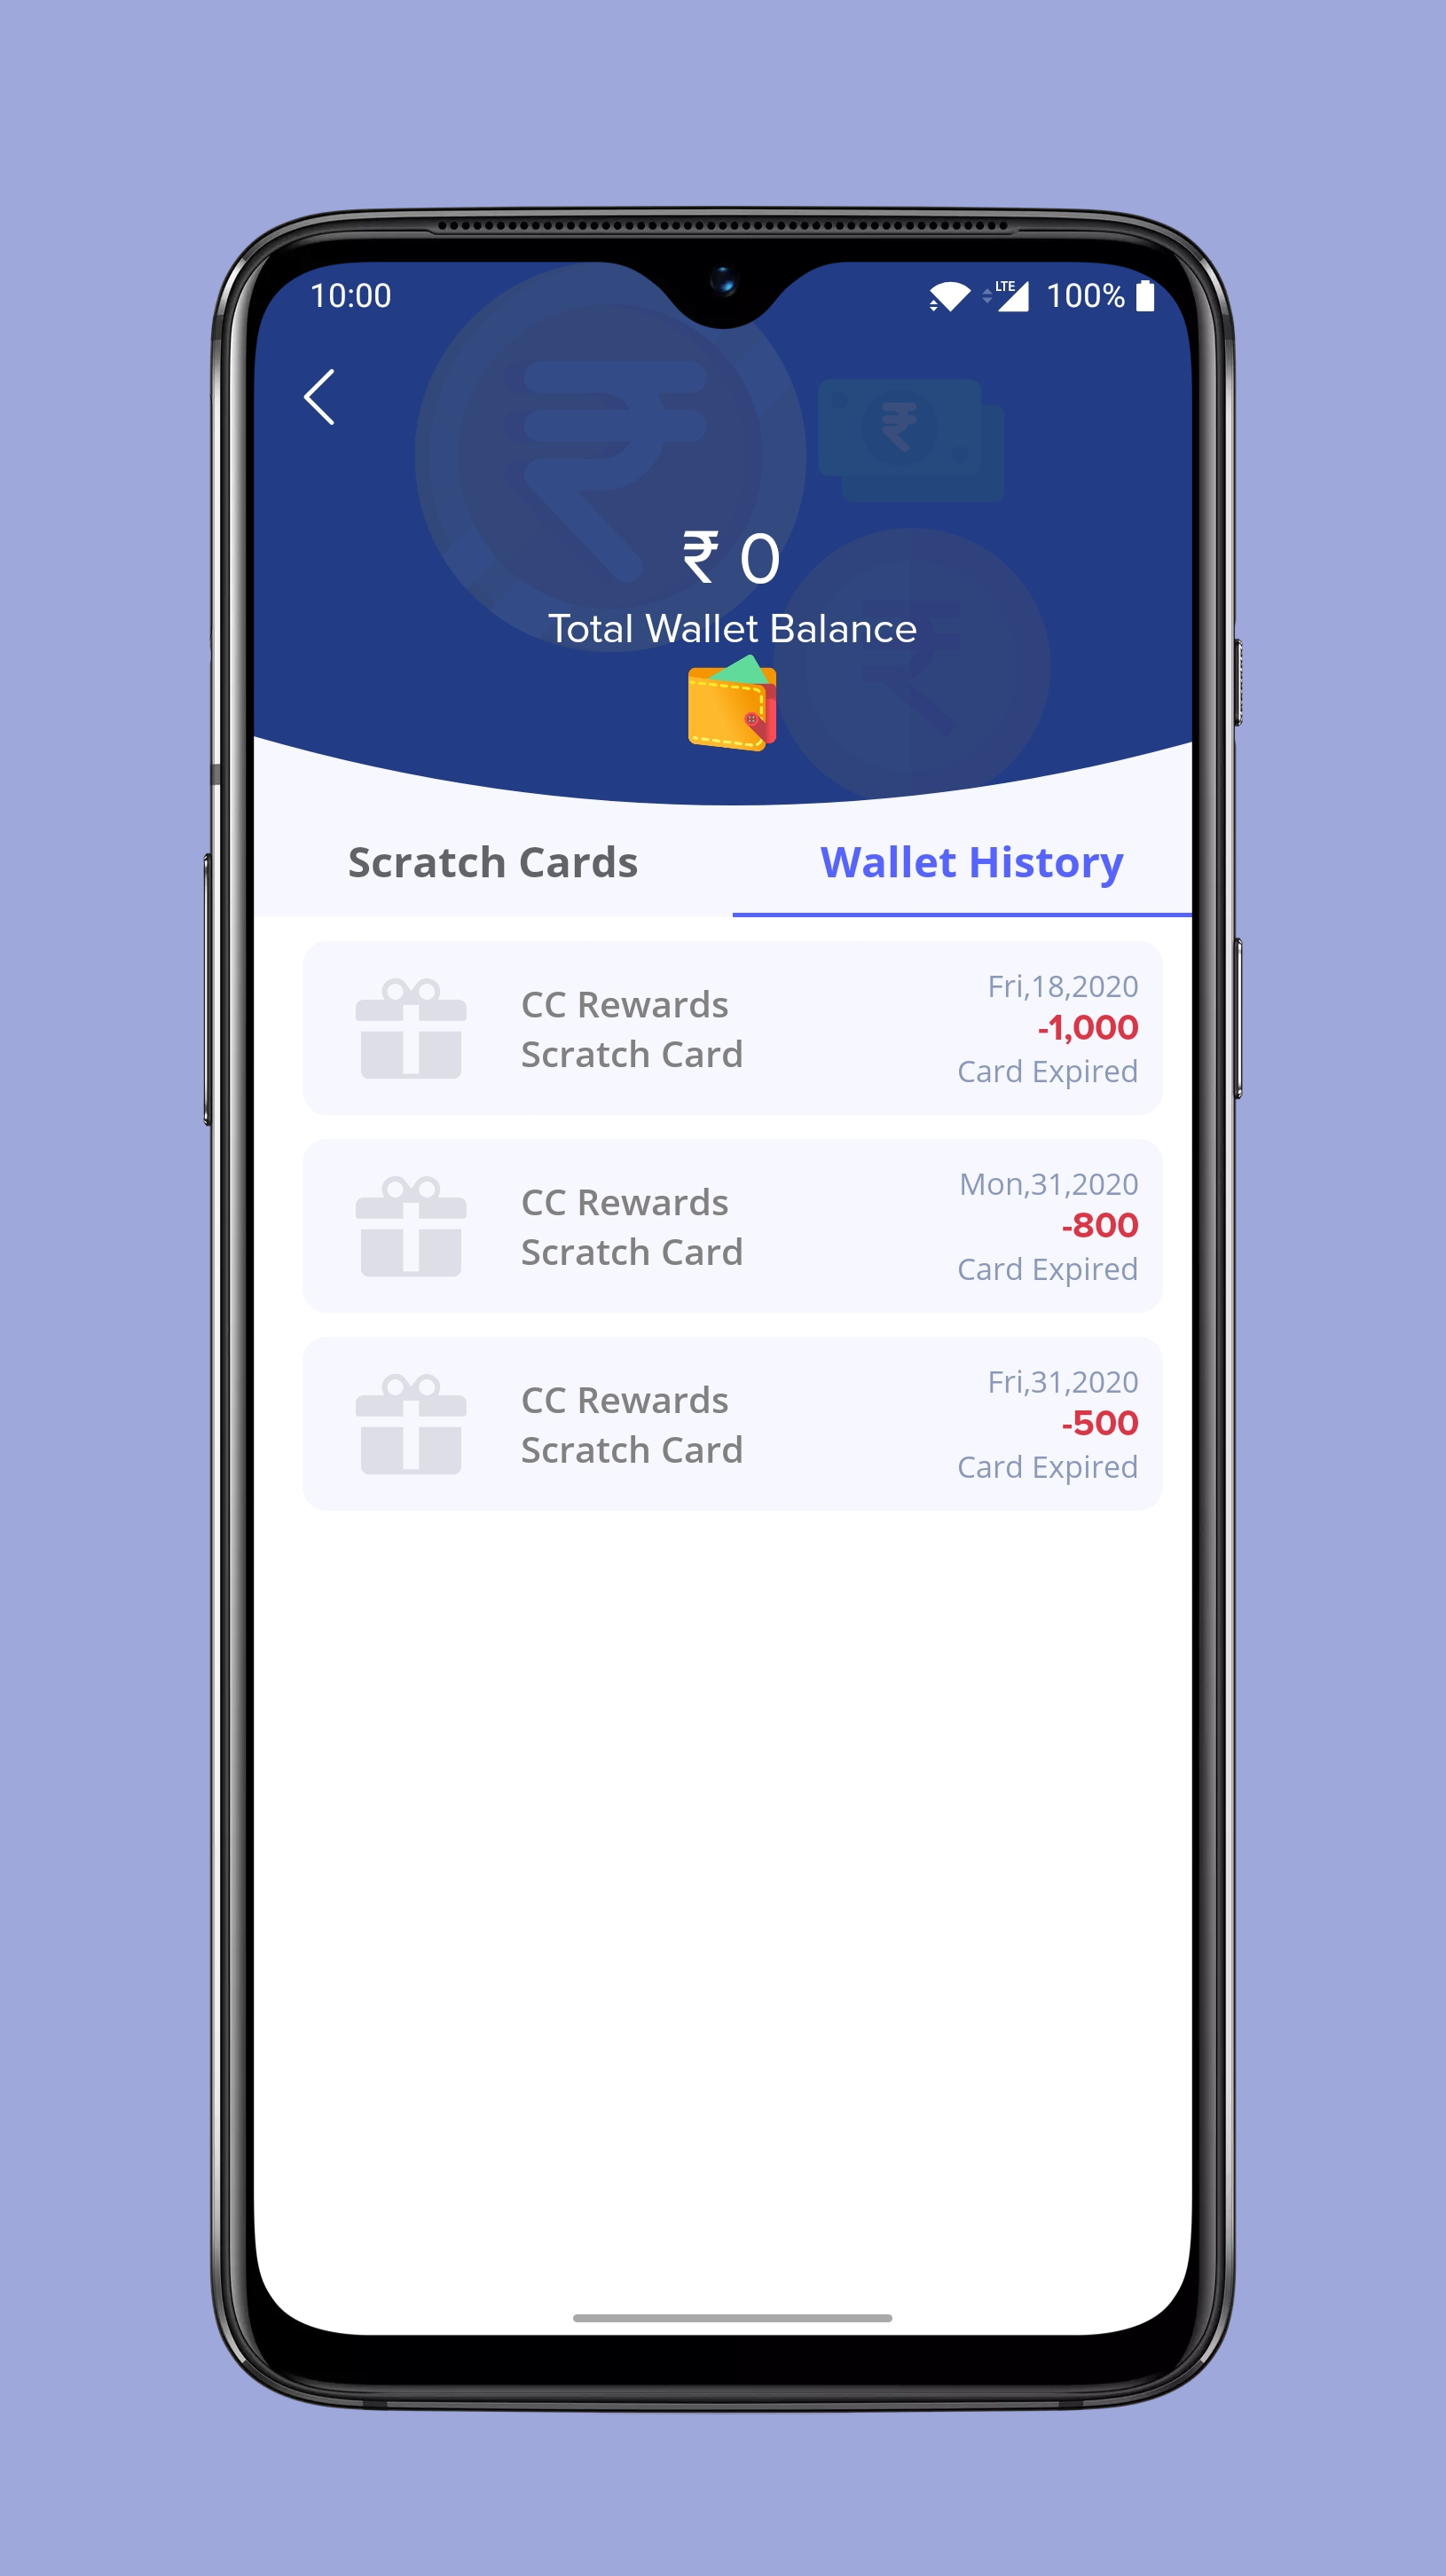 10:00
LTE 100%
₹ 0
Total Wallet Balance
Scratch Cards
Wallet History
CC Rewards
Scratch Card
Fri,18,2020
-1,000
Card Expired
CC Rewards
Scratch Card
Mon,31,2020
-800
Card Expired
CC Rewards
Scratch Card
Fri,31,2020
-500
Card Expired